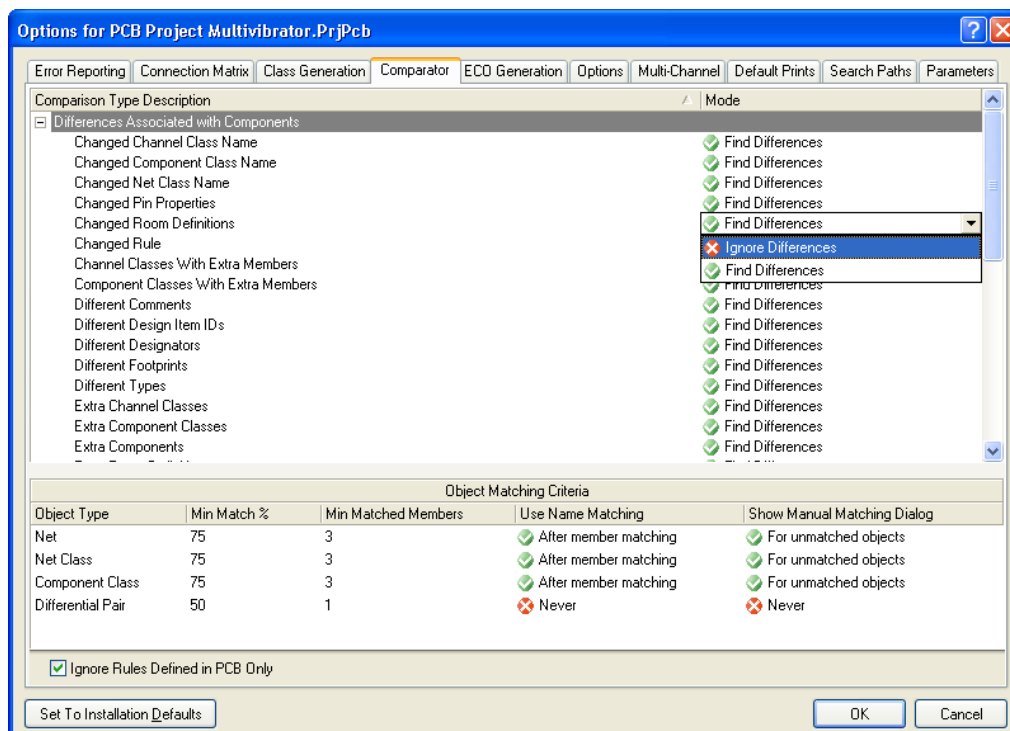 Options for PCB Project Multivibrator.PrjPcb
Error Reporting Connection Matrix Class Generation Comparator ECO Generation Options Multi-Channel Default Prints Search Paths Parameters
Comparison Type Description Mode
Differences Associated with Components
Changed Channel Class Name Find Differences
Changed Component Class Name Find Differences
Changed Net Class Name Find Differences
Changed Pin Properties Find Differences
Changed Room Definitions Find Differences
Changed Rule Ignore Differences
Channel Classes With Extra Members Find Differences
Component Classes With Extra Members Find Differences
Different Comments Find Differences
Different Design Item IDs Find Differences
Different Designators Find Differences
Different Footprints Find Differences
Different Types Find Differences
Extra Channel Classes Find Differences
Extra Component Classes Find Differences
Extra Components Find Differences
Object Matching Criteria
Object Type Min Match % Min Matched Members Use Name Matching Show Manual Matching Dialog
Net 75 3 After member matching For unmatched objects
Net Class 75 3 After member matching For unmatched objects
Component Class 75 3 After member matching For unmatched objects
Differential Pair 50 1 Never Never
Ignore Rules Defined in PCB Only
Set To Installation Defaults OK Cancel